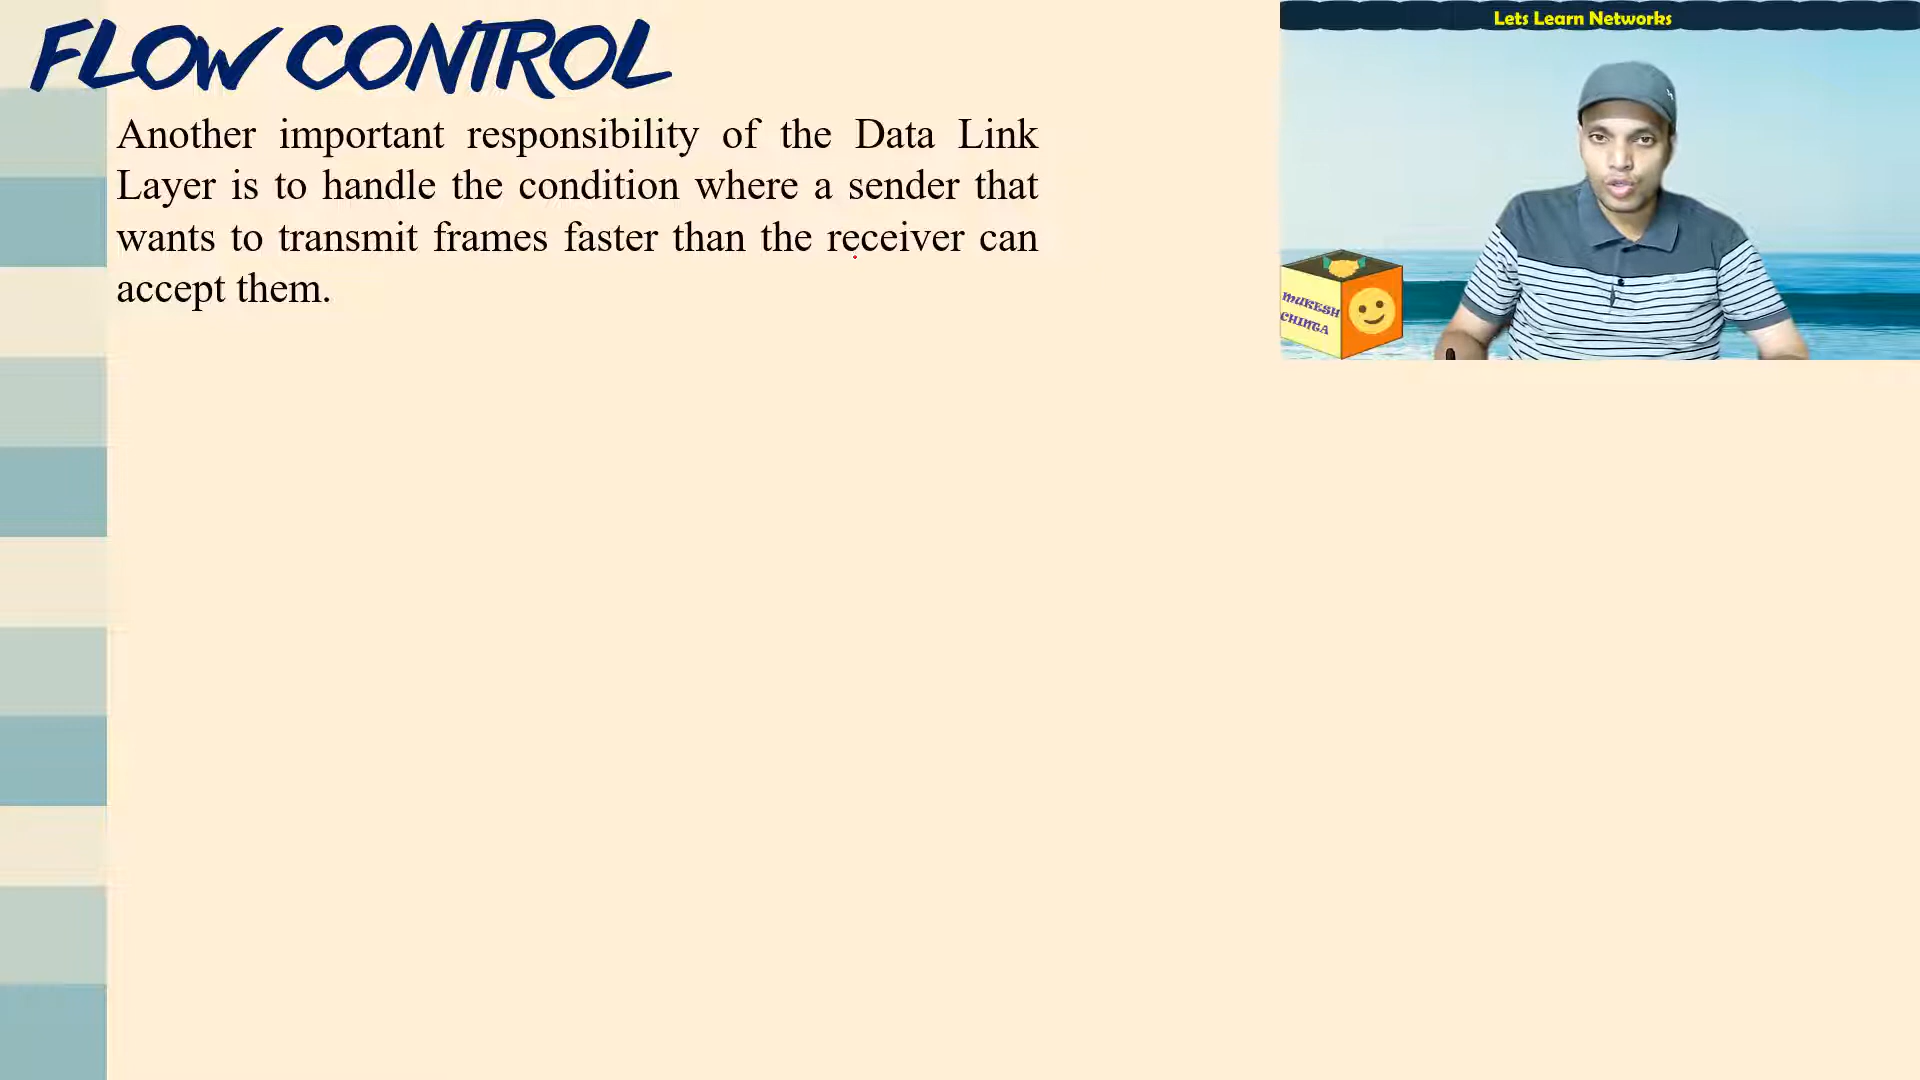 FLOW CONTROL
Another important responsibility of the Data Link
Layer is to handle the condition where a sender that
wants to transmit frames faster than the receiver can
accept them.
Lets Learn Networks
MUKESH
CHINTA